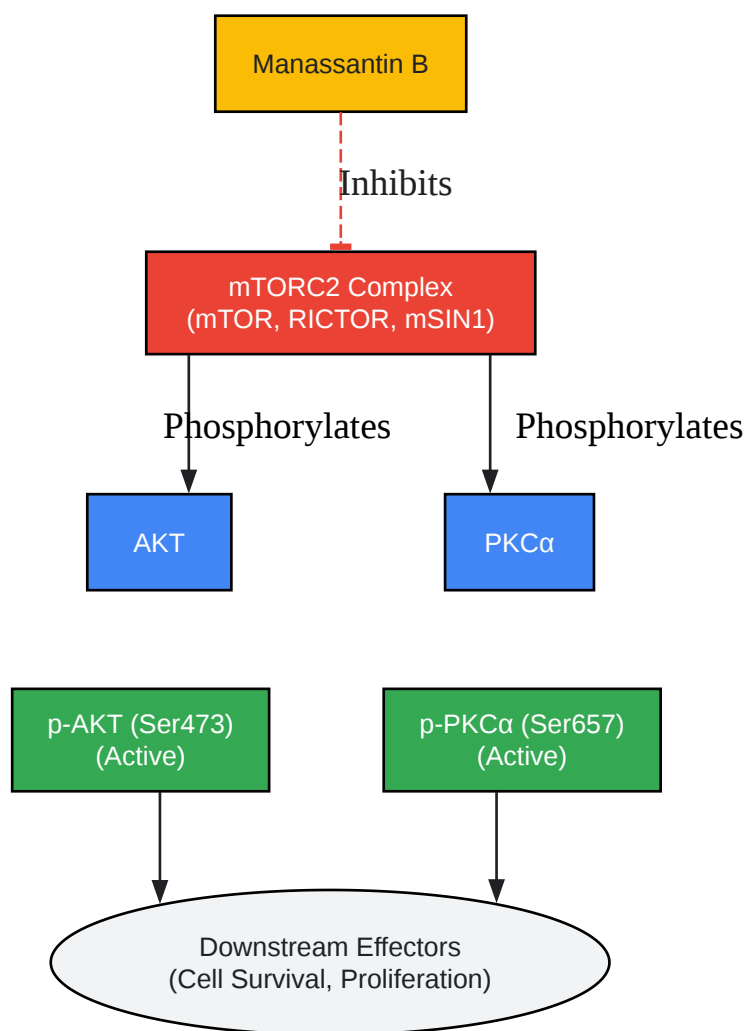 Manassantin B
Inhibits
mTORC2 Complex
(mTOR, RICTOR, mSIN1)
Phosphorylates
Phosphorylates
AKT
PKCα
p-AKT (Ser473)
(Active)
p-PKCα (Ser657)
(Active)
Downstream Effectors
(Cell Survival, Proliferation)